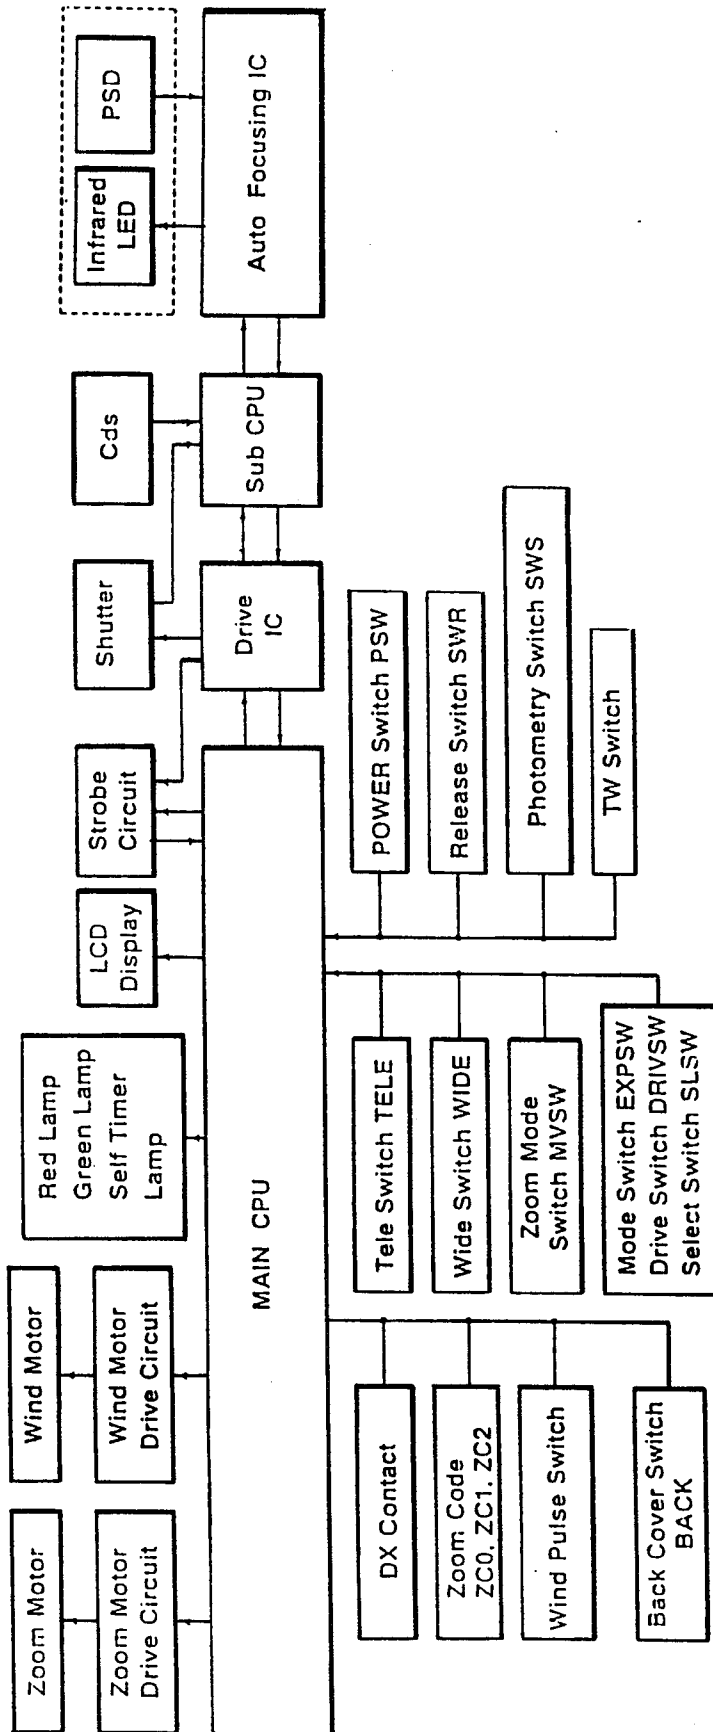 Zoom Motor
Wind Motor
Zoom Motor
Drive Circuit
Wind Motor
Drive Circuit
Red Lamp
Green Lamp
Self Timer
Lamp
LCD
Display
Strobe
Circuit
Shutter
Cds
Infrared
LED
PSD
MAIN CPU
Drive
IC
Sub CPU
Auto Focusing IC
DX Contact
Zoom Code
ZC0, ZC1, ZC2
Wind Pulse Switch
Back Cover Switch
BACK
Tele Switch TELE
Wide Switch WIDE
Zoom Mode
Switch MVSW
Mode Switch EXPSW
Drive Switch DRIVSW
Select Switch SLSW
POWER Switch PSW
Release Switch SWR
Photometry Switch SWS
TW Switch